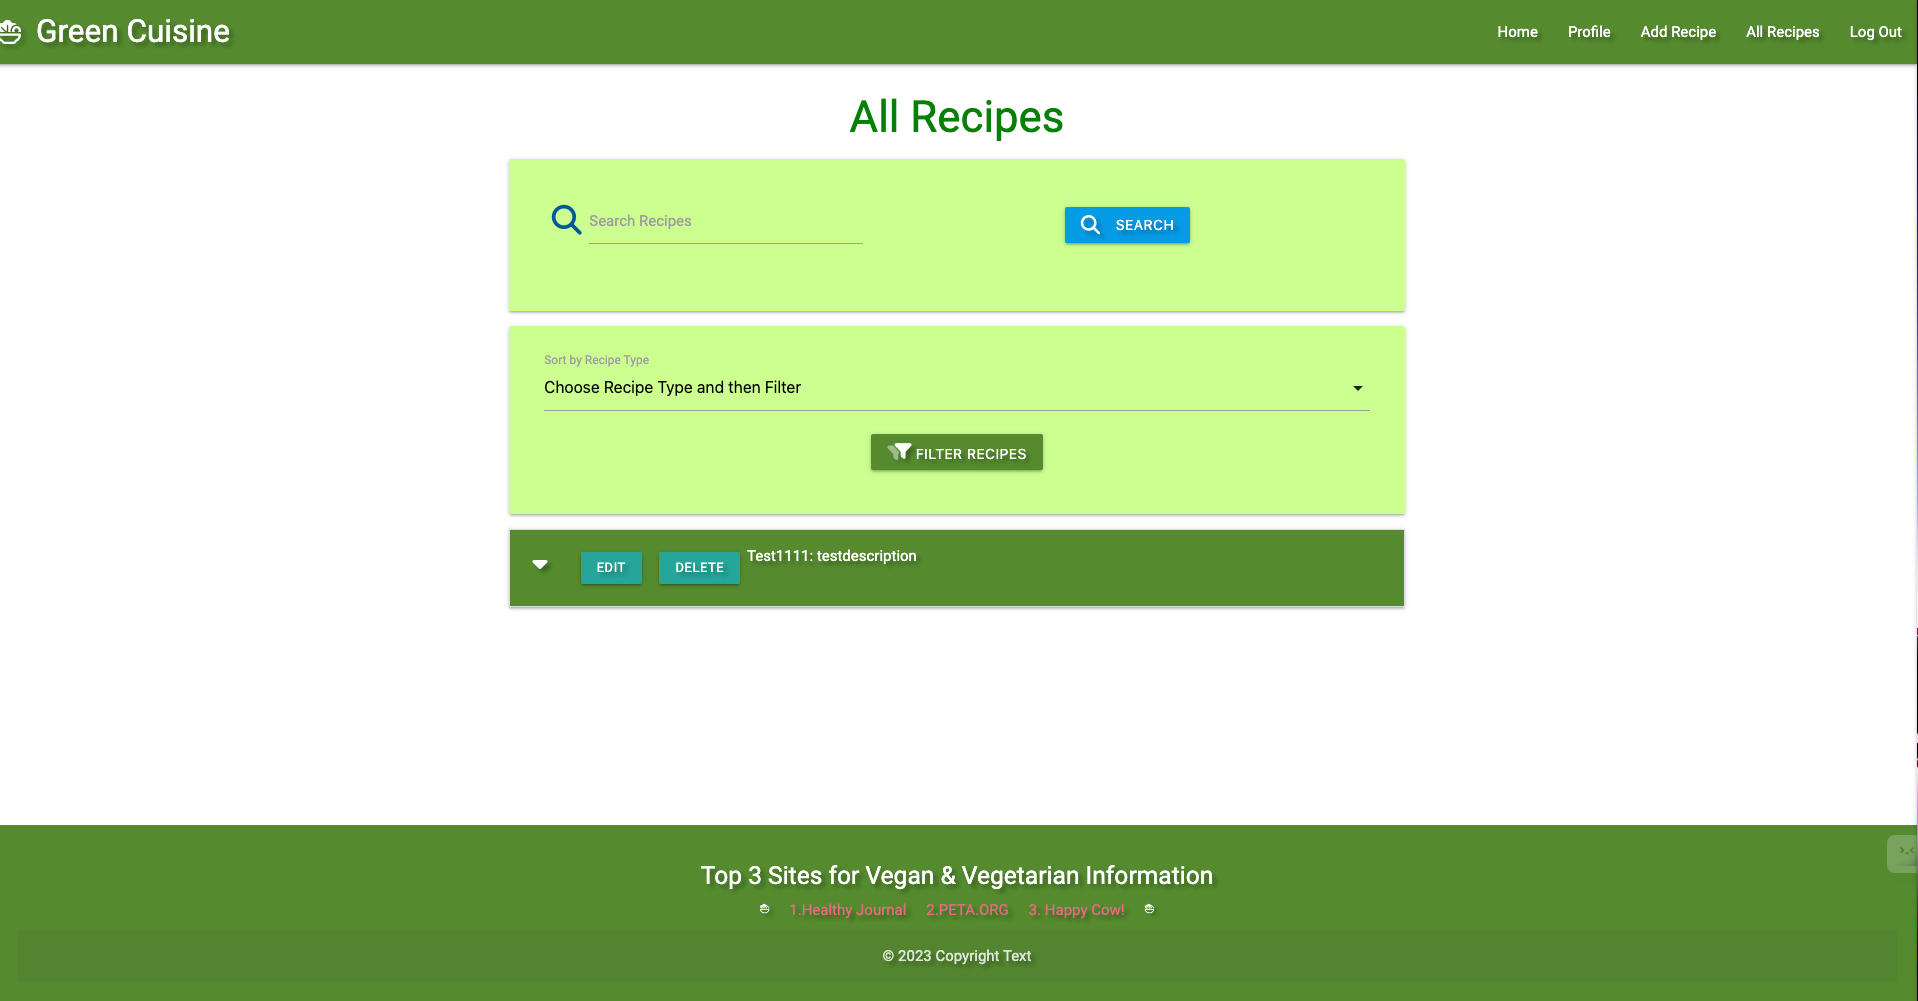 Green Cuisine
Home Profile Add Recipe All Recipes Log Out
All Recipes
Search Recipes
SEARCH
Sort by Recipe Type
Choose Recipe Type and then Filter
FILTER RECIPES
EDIT DELETE Test1111: testdescription
Top 3 Sites for Vegan & Vegetarian Information
1.Healthy Journal 2.PETA.ORG 3. Happy Cow!
© 2023 Copyright Text